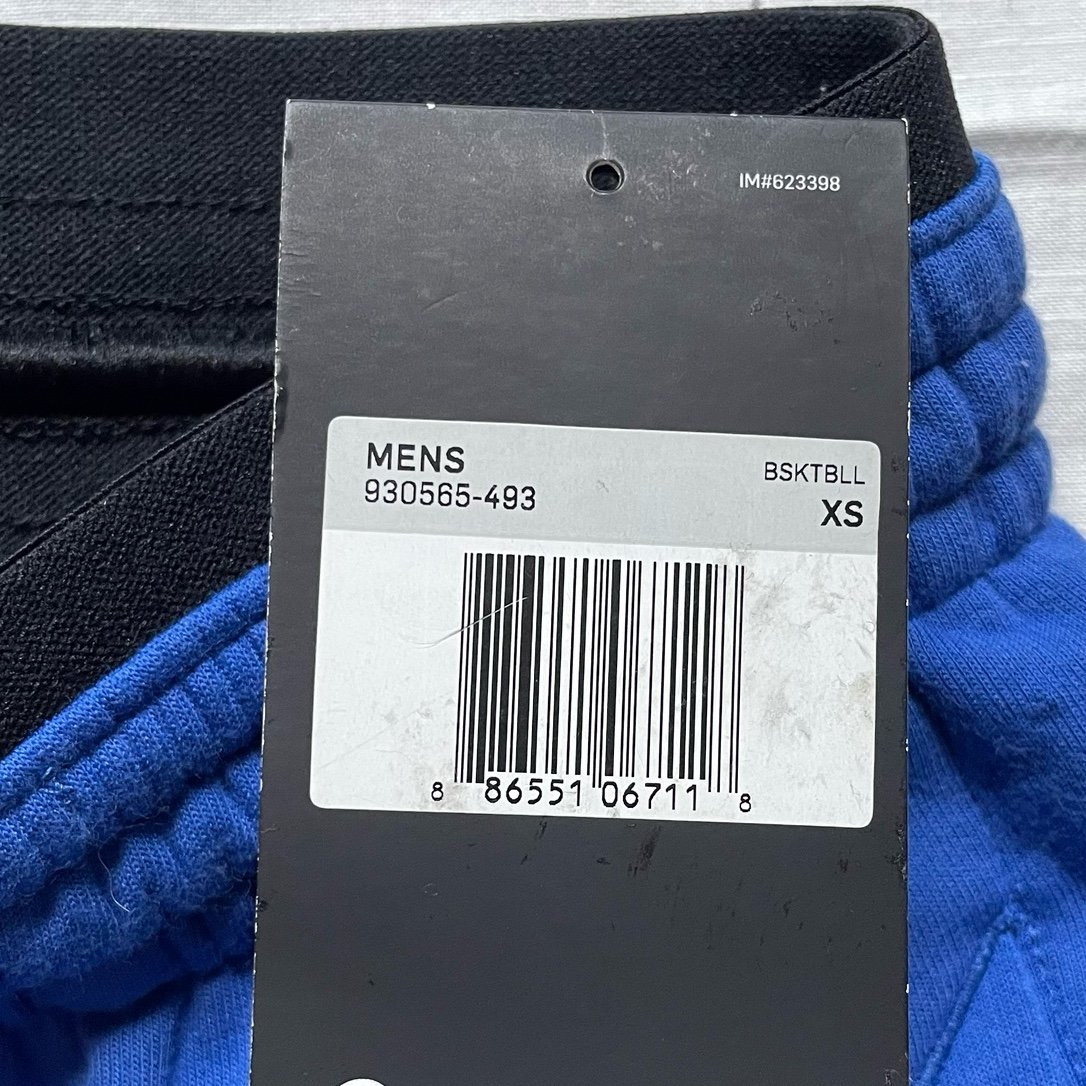 IM#623398
MENS
BSKTBLL
930565-493
XS
8 86551 06711 8